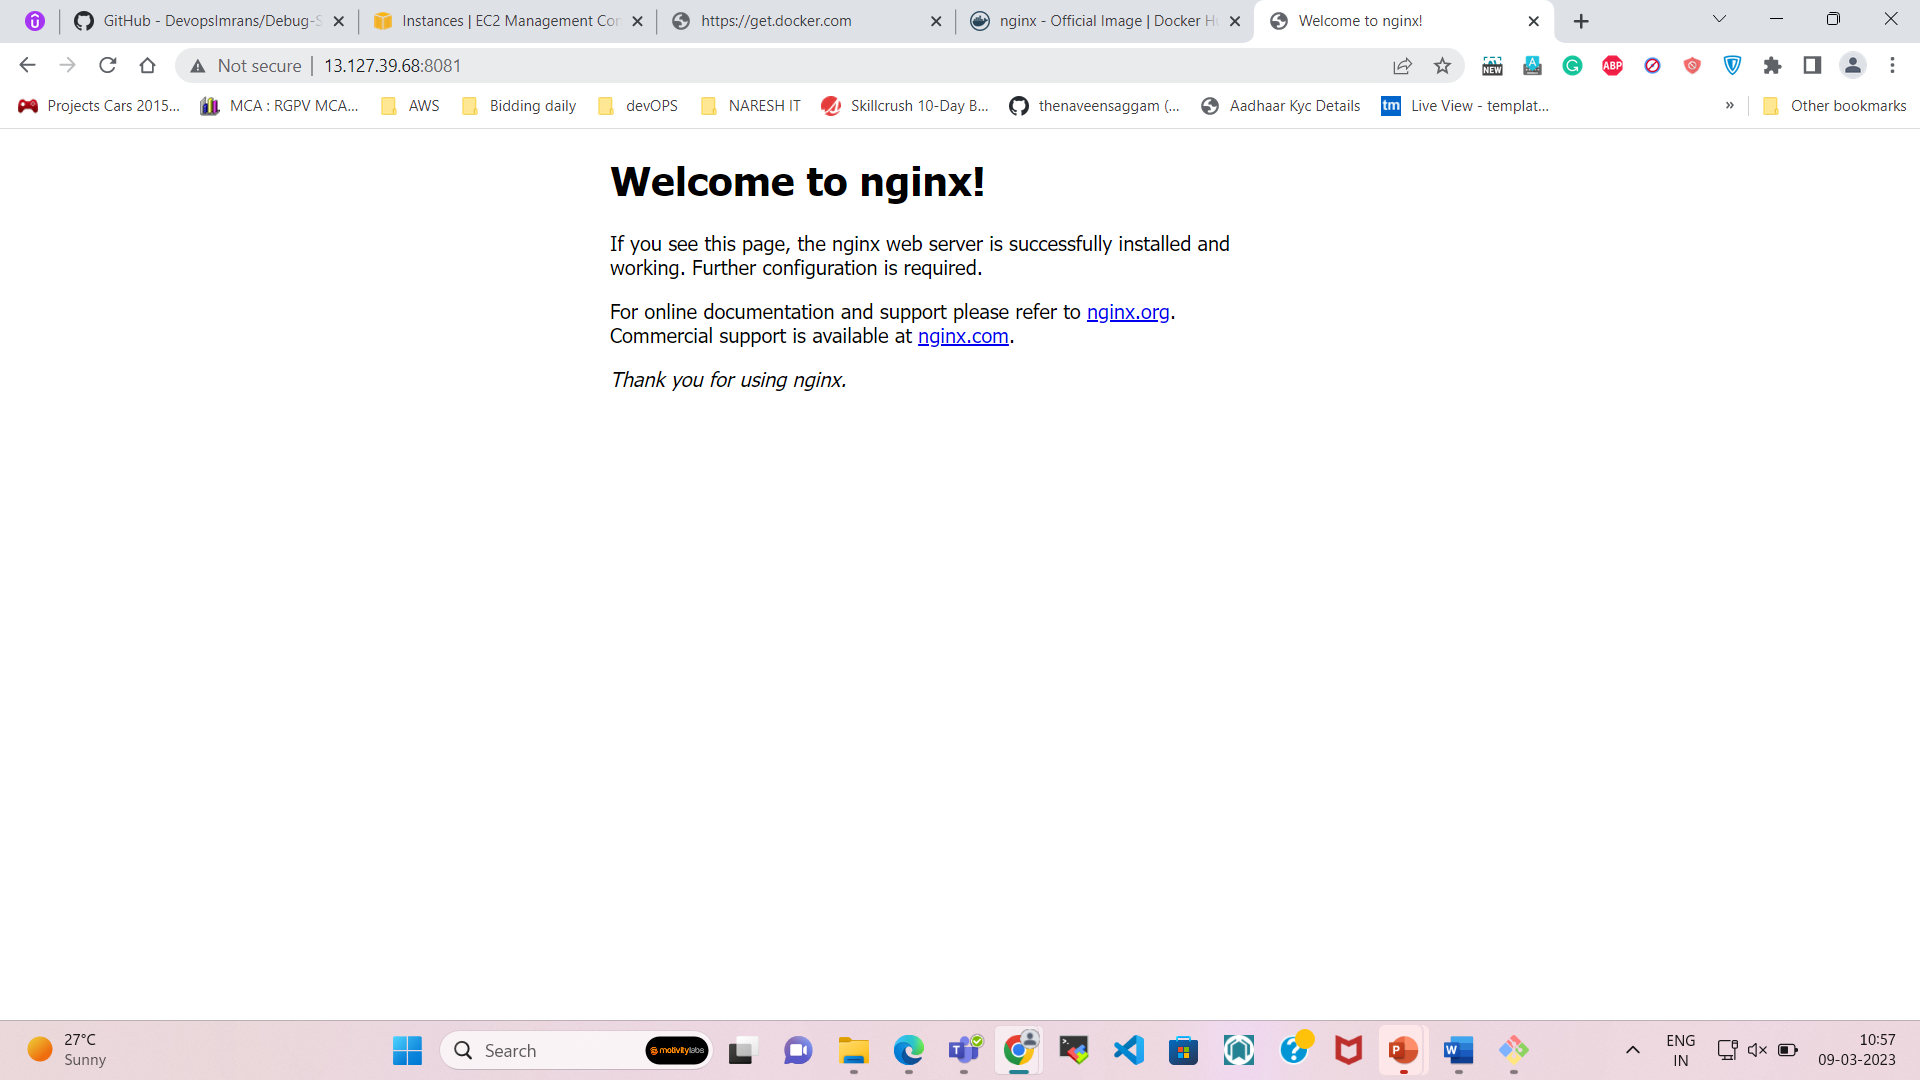 GitHub - DevopsImrans/Debug-S
Instances | EC2 Management Con
https://get.docker.com
nginx - Official Image | Docker H
Welcome to nginx!
Not secure
13.127.39.68:8081
NEW
A
G
ABP
Projects Cars 2015...
MCA : RGPV MCA...
AWS
Bidding daily
devOPS
NARESH IT
Skillcrush 10-Day B...
thenaveensaggam (...
Aadhaar Kyc Details
tm
Live View - templat...
»
Other bookmarks
Welcome to nginx!
If you see this page, the nginx web server is successfully installed and
working. Further configuration is required.
For online documentation and support please refer to nginx.org.
Commercial support is available at nginx.com.
Thank you for using nginx.
27°C
Sunny
Search
motivitylabs
T
?
P
W
ENG
IN
10:57
09-03-2023